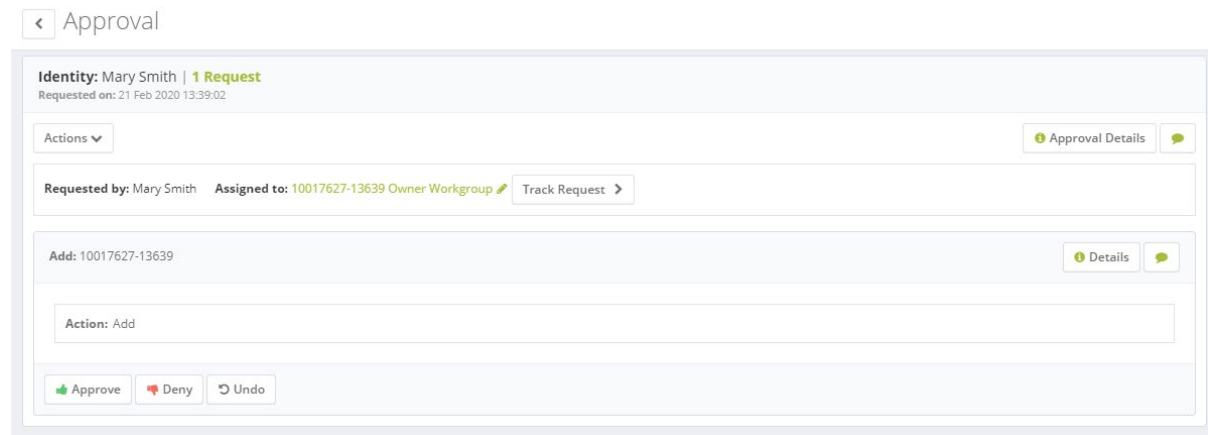 Approval
Identity: Mary Smith | 1 Request
Requested on: 21 Feb 2020 13:39:02
Actions
Approval Details
Requested by: Mary Smith Assigned to: 10017627-13639 Owner Workgroup Track Request
Add: 10017627-13639
Details
Action: Add
Approve Deny Undo